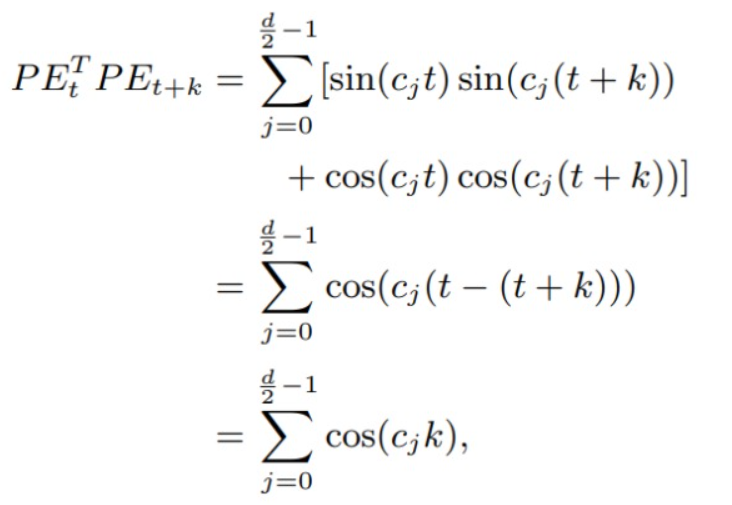 $PE_t^T PE_{t+k} = \sum_{j=0}^{\frac{d}{2}-1} [\sin(c_j t) \sin(c_j(t+k))$
$+ \cos(c_j t) \cos(c_j(t+k))]$
$= \sum_{j=0}^{\frac{d}{2}-1} \cos(c_j(t-(t+k)))$
$= \sum_{j=0}^{\frac{d}{2}-1} \cos(c_j k),$